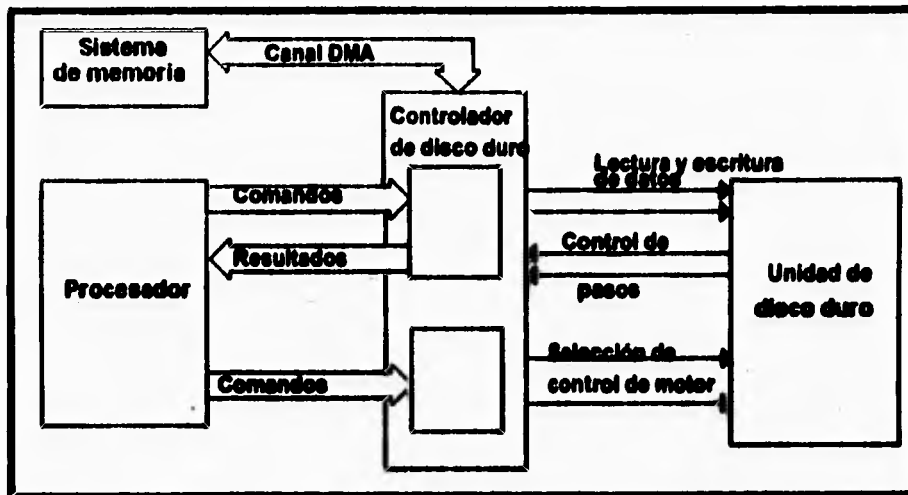 Sistema
de memoria
Canal DMA
Controlador
de disco duro
Lectura y escritura
de datos
Comandos
Control de
Resultados
pasos
Procesador
Unidad de
disco duro
Selección de
Comandos
control de motor